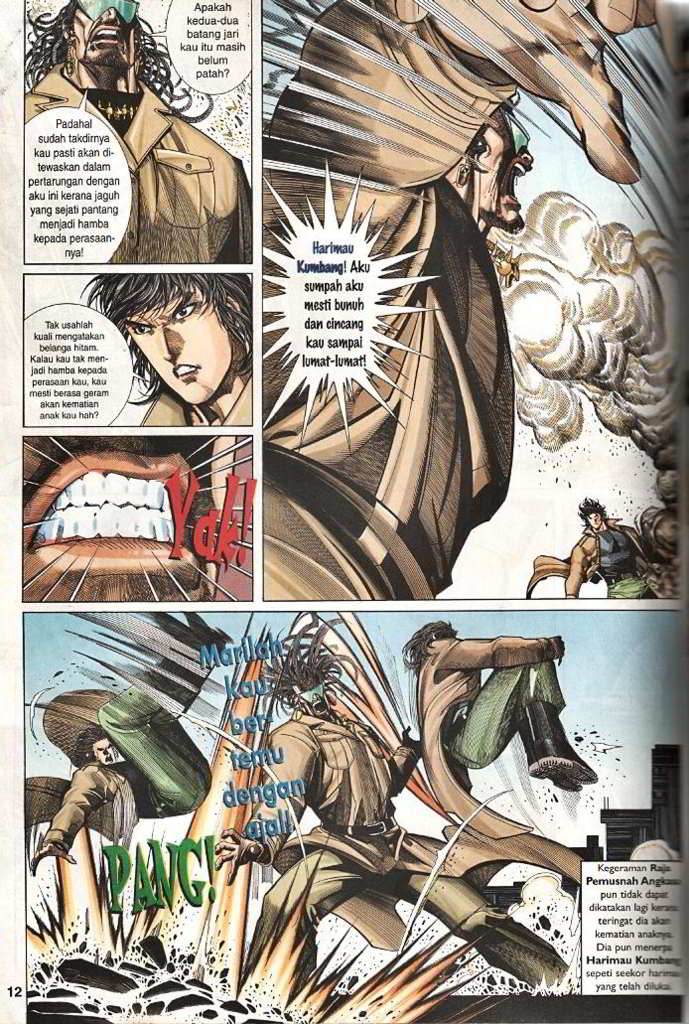 Apakah
kedua-dua
batang jari
kau itu masih
belum
patah?
Padahal
sudah takdirnya
kau pasti akan di-
tewaskan dalam
pertarungan dengan
aku ini kerana jaguh
yang sejati pantang
menjadi hamba
kepada perasaan-
nya!
Tak usahlah
kuali mengatakan
belanga hitam.
Kalau kau tak men-
jadi hamba kepada
perasaan kau, kau
mesti berasa geram
akan kematian
anak kau hah?
Yak!
Harimau
Kumbang! Aku
sumpah aku
mesti bunuh
dan cincang
kau sampai
lumat-lumat!
Marilah
kau
ber-
temu
dengan
ajal!
PANG!
Kegeraman Raja
Pemusnah Angkasa
pun tidak dapat
dikatakan lagi kerana
teringat dia akan
kematian anaknya.
Dia pun menerpa
Harimau Kumbang
sepeti seekor harimau
yang telah dilukai.
12